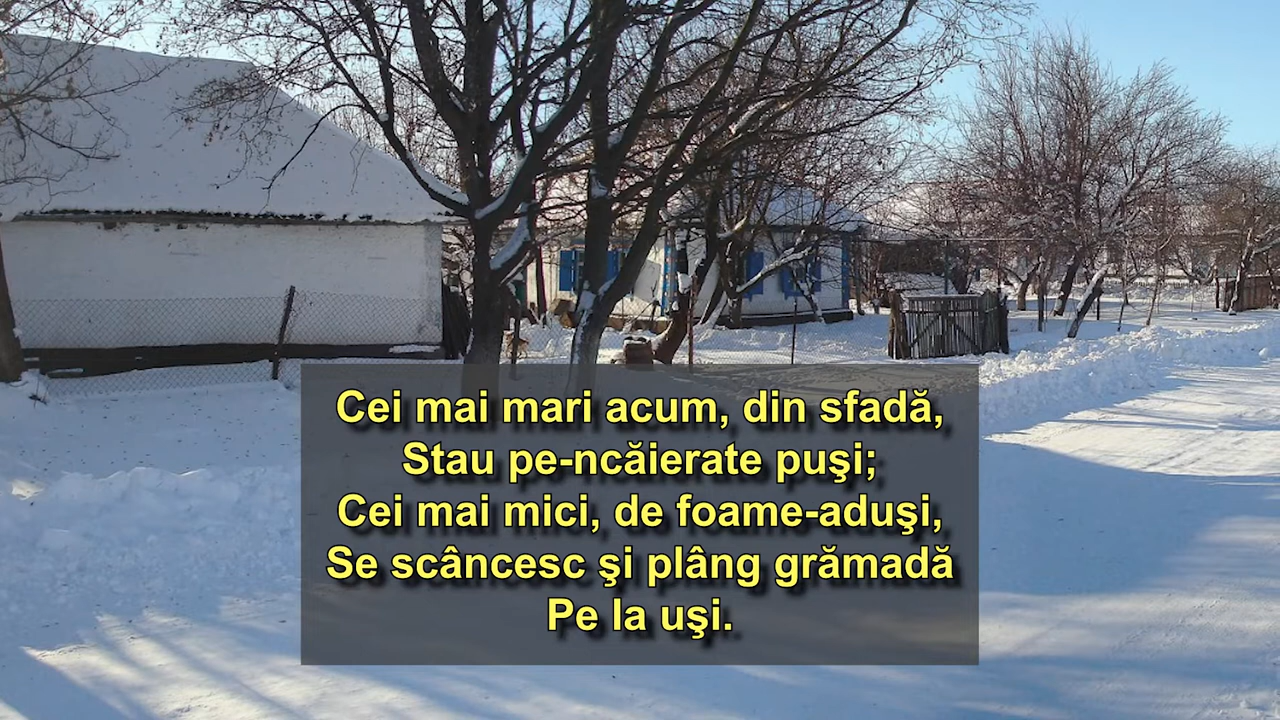 Cei mai mari acum, din sfadă,
Stau pe-ncăierate puşi;
Cei mai mici, de foame-aduşi,
Se scâncesc şi plâng grămadă
Pe la uşi.